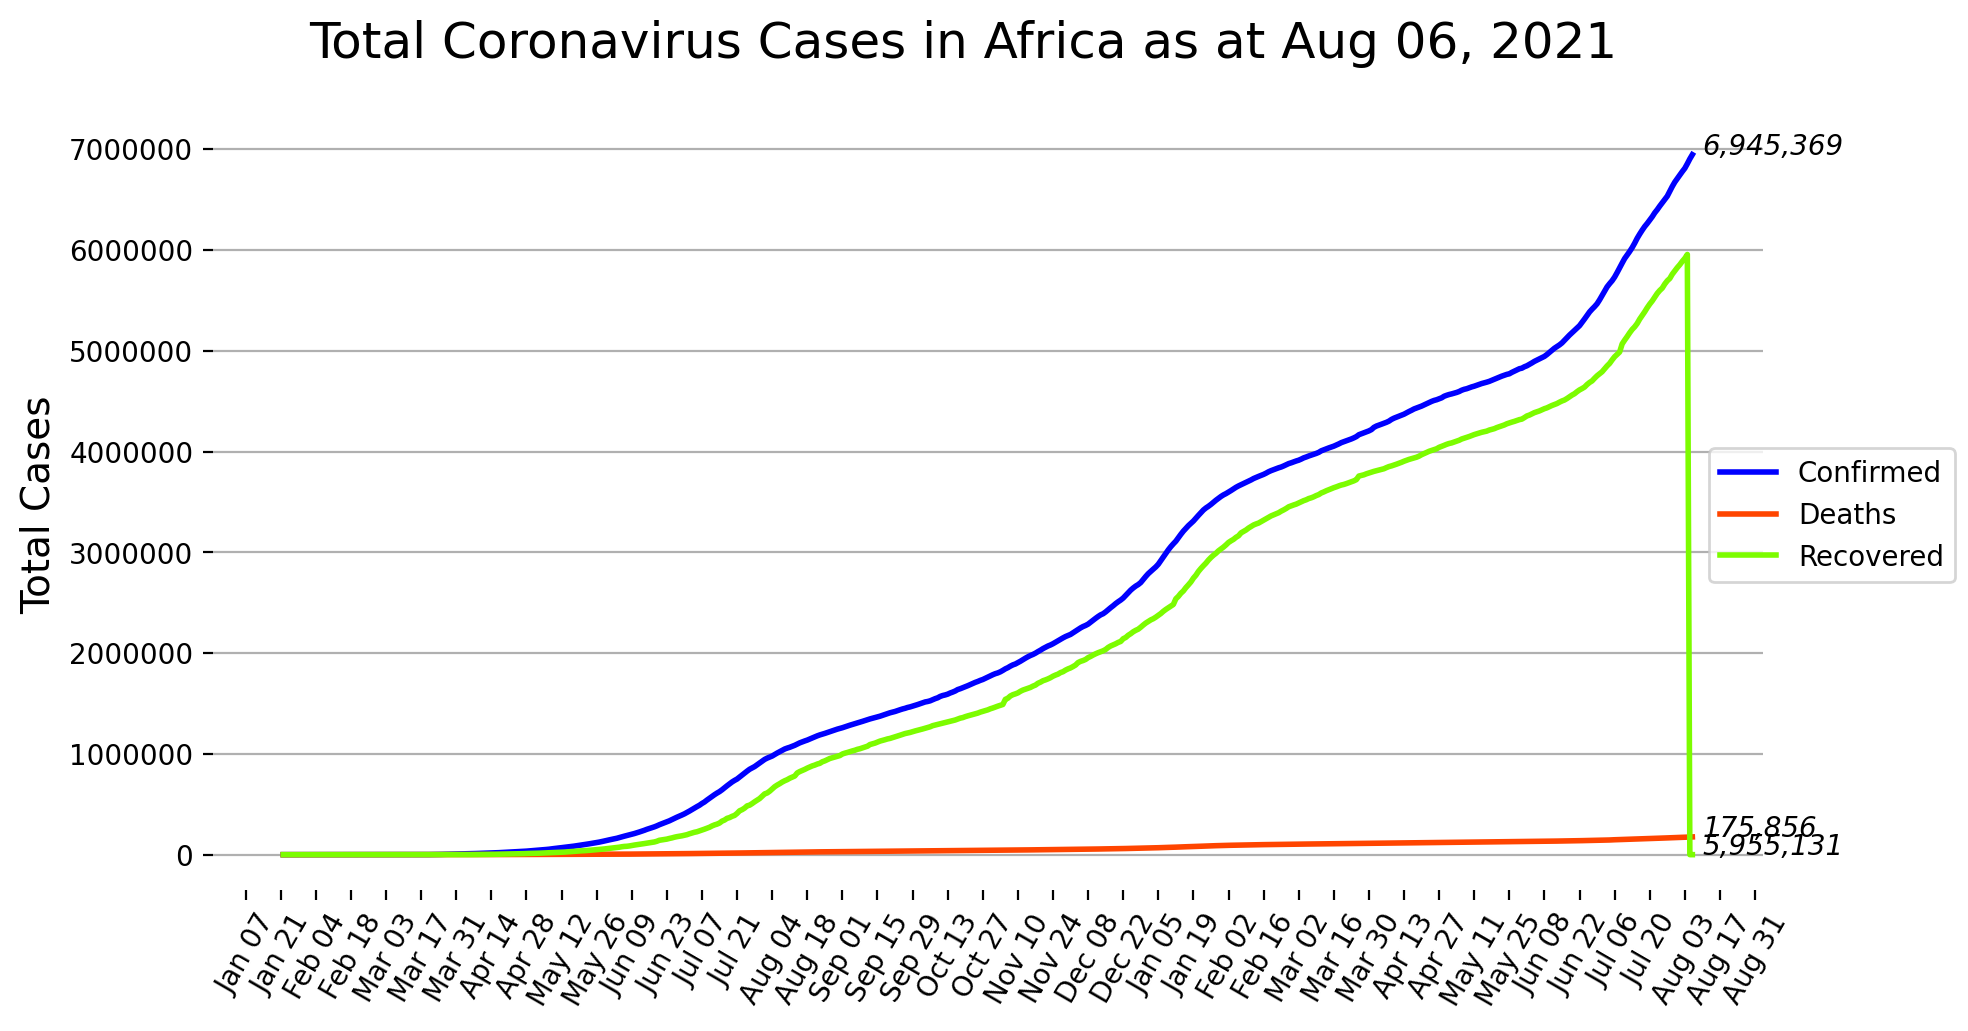 Total Coronavirus Cases in Africa as at Aug 06, 2021
Total Cases
7000000
6000000
5000000
4000000
3000000
2000000
1000000
0
6,945,369
175,856
5,955,131
Confirmed
Deaths
Recovered
Jan 07
Jan 21
Feb 04
Feb 18
Mar 03
Mar 17
Mar 31
Apr 14
Apr 28
May 12
May 26
Jun 09
Jun 23
Jul 07
Jul 21
Aug 04
Aug 18
Sep 01
Sep 15
Sep 29
Oct 13
Oct 27
Nov 10
Nov 24
Dec 08
Dec 22
Jan 05
Jan 19
Feb 02
Feb 16
Mar 02
Mar 16
Mar 30
Apr 13
Apr 27
May 11
May 25
Jun 08
Jun 22
Jul 06
Jul 20
Aug 03
Aug 17
Aug 31